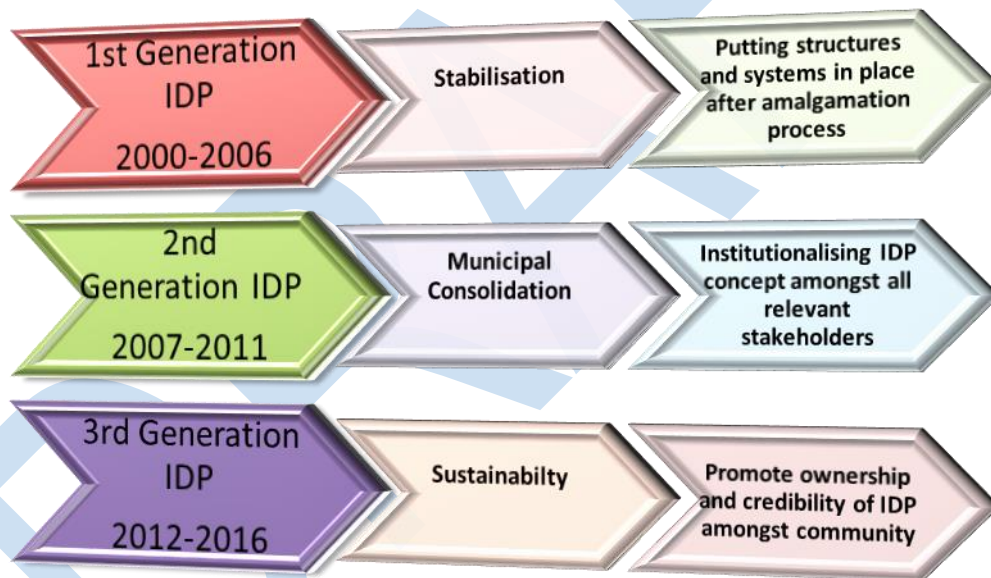 1st Generation
IDP
2000-2006
Stabilisation
Putting structures
and systems in place
after amalgamation
process
2nd
Generation IDP
2007-2011
Municipal
Consolidation
Institutionalising IDP
concept amongst all
relevant
stakeholders
3rd Generation
IDP
2012-2016
Sustainabilty
Promote ownership
and credibility of IDP
amongst community